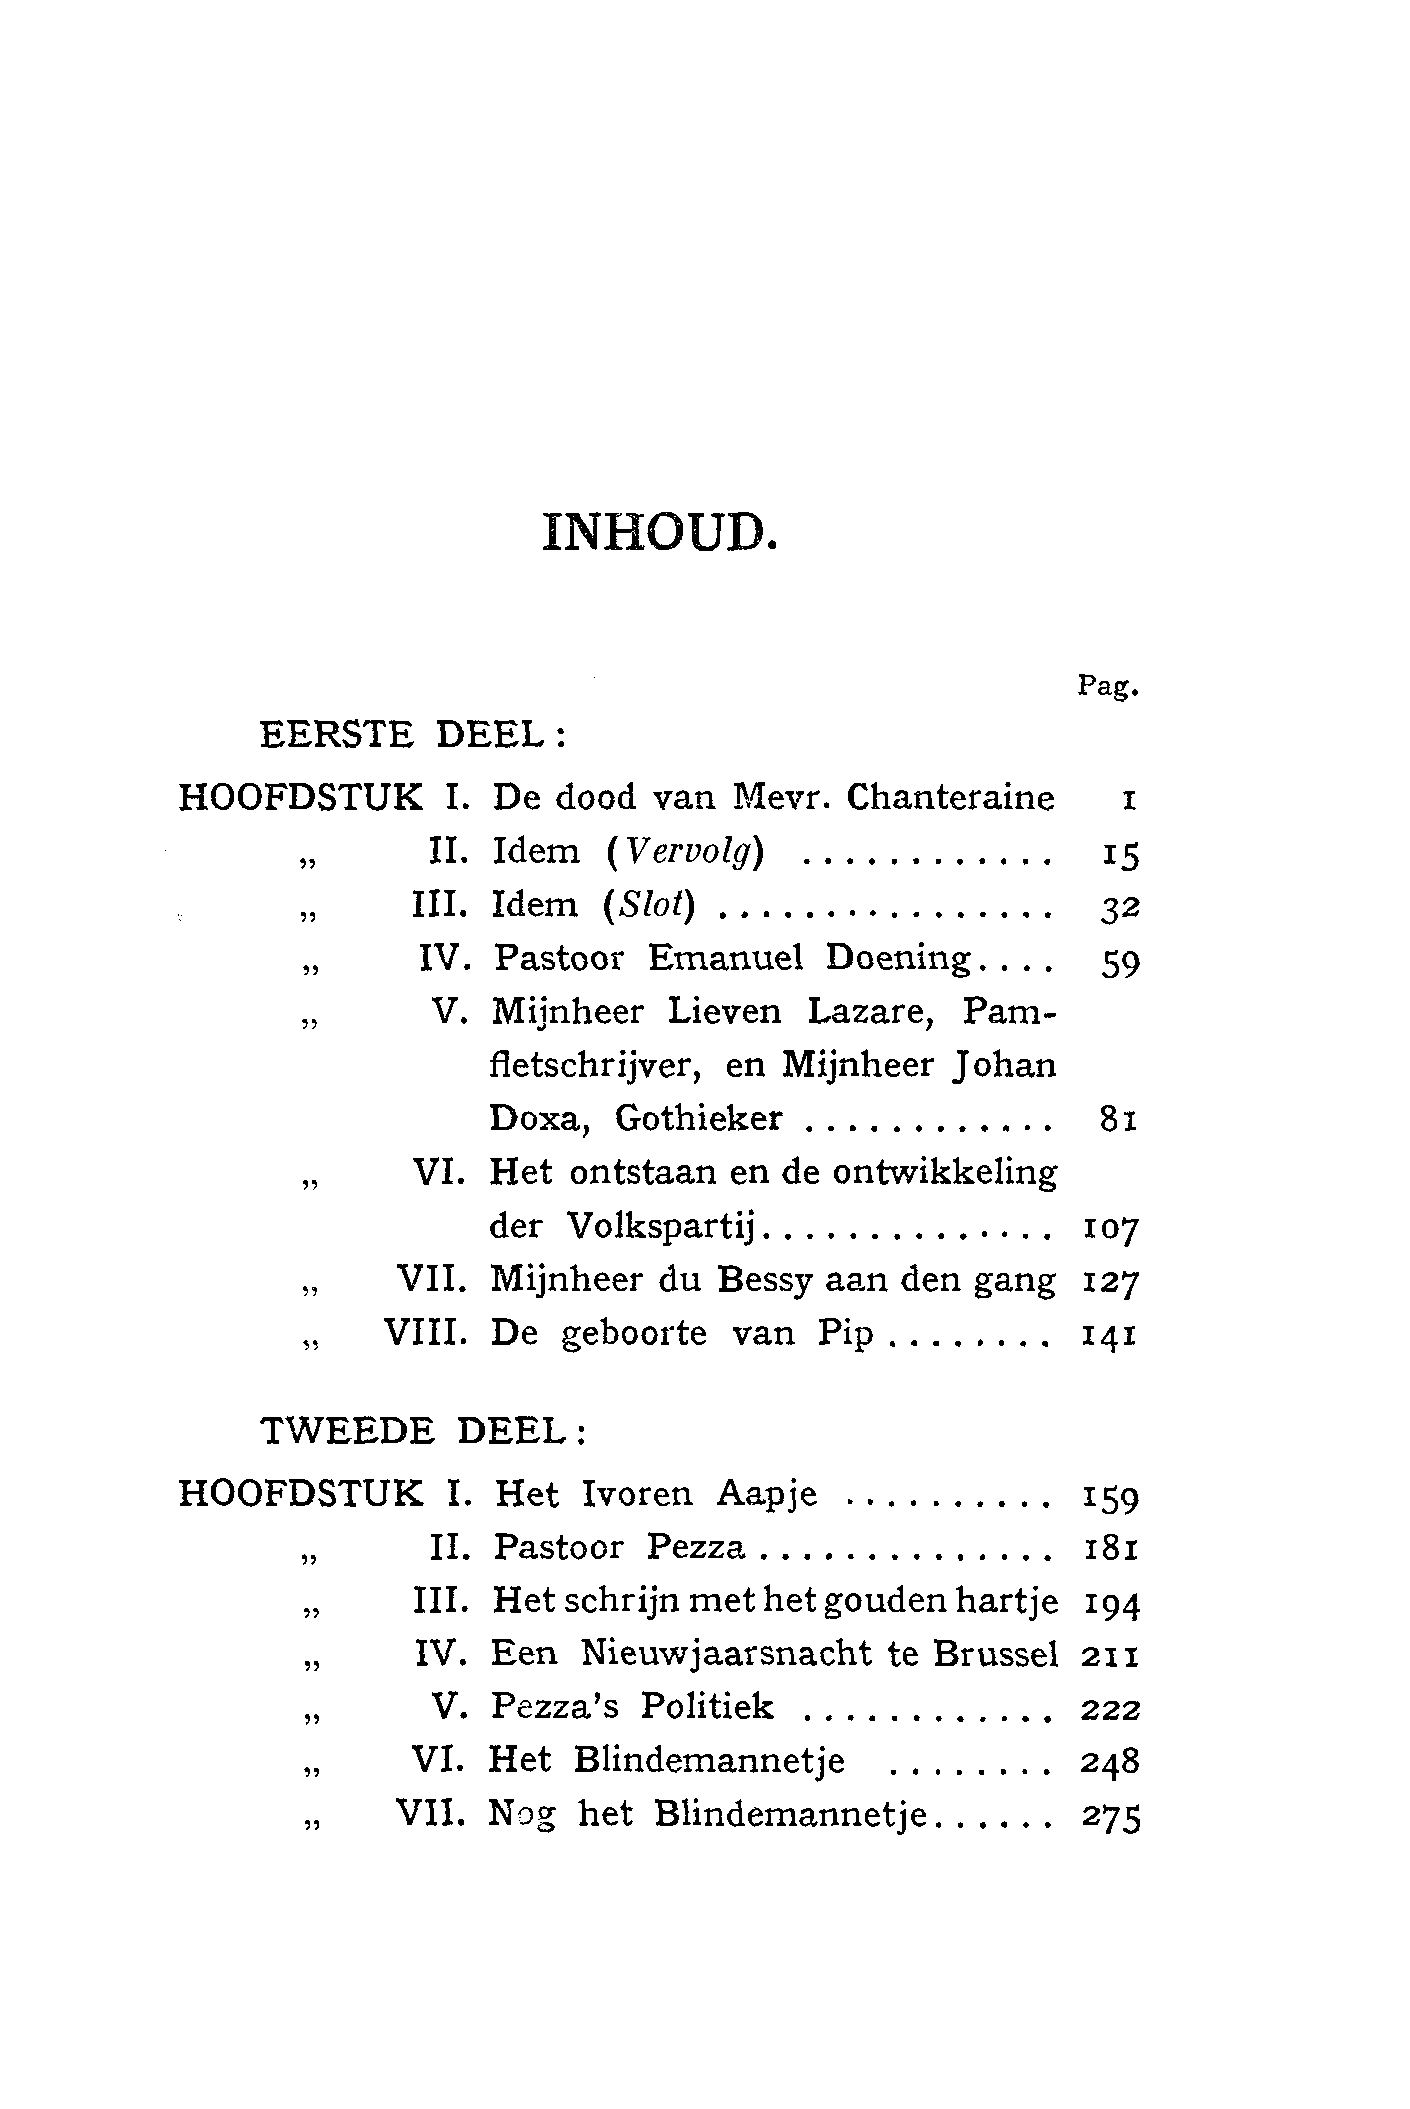 INHOUD.
Pag.
EERSTE DEEL:
HOOFDSTUK I. De dood van Mevr. Chanteraine 1
„ II. Idem (Vervolg) ............ 15
„ III. Idem (Slot) ................ 32
„ IV. Pastoor Emanuel Doening.... 59
„ V. Mijnheer Lieven Lazare, Pam-
fletschrijver, en Mijnheer Johan
Doxa, Gothieker ............ 81
„ VI. Het ontstaan en de ontwikkeling
der Volkspartij.............. 107
„ VII. Mijnheer du Bessy aan den gang 127
„ VIII. De geboorte van Pip ........ 141
TWEEDE DEEL:
HOOFDSTUK I. Het Ivoren Aapje .......... 159
„ II. Pastoor Pezza .............. 181
„ III. Het schrijn met het gouden hartje 194
„ IV. Een Nieuwjaarsnacht te Brussel 211
„ V. Pezza's Politiek ............ 222
„ VI. Het Blindemannetje ........ 248
„ VII. Nog het Blindemannetje...... 275